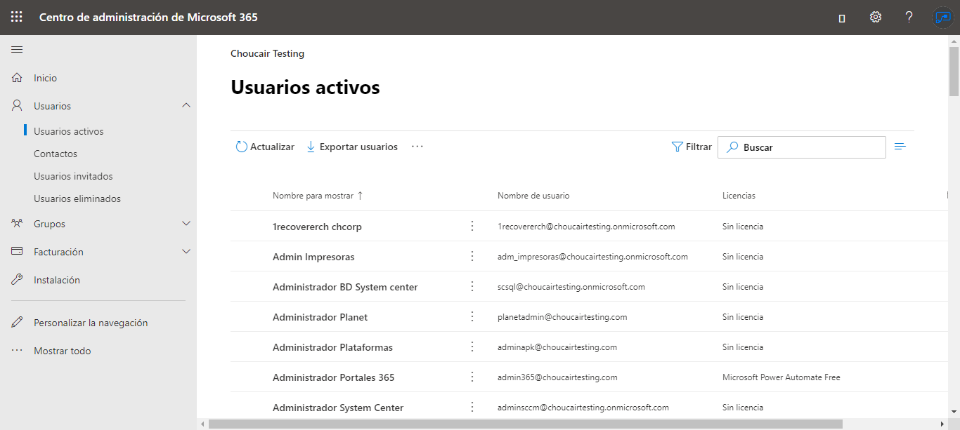 Centro de administración de Microsoft 365
Choucair Testing
Inicio
Usuarios
Usuarios activos
Contactos
Usuarios invitados
Usuarios eliminados
Grupos
Facturación
Instalación
Personalizar la navegación
Mostrar todo
Usuarios activos
Actualizar Exportar usuarios Filtrar Buscar
Nombre para mostrar ↑ Nombre de usuario Licencias
1recovererch chcorp 1recovererch@choucairtesting.onmicrosoft.com Sin licencia
Admin Impresoras adm_impresoras@choucairtesting.onmicrosoft.com Sin licencia
Administrador BD System center scsql@choucairtesting.onmicrosoft.com Sin licencia
Administrador Planet planetadmin@choucairtesting.com Sin licencia
Administrador Plataformas adminapk@choucairtesting.com Sin licencia
Administrador Portales 365 admin365@choucairtesting.com Microsoft Power Automate Free
Administrador System Center adminsccm@choucairtesting.onmicrosoft.com Sin licencia